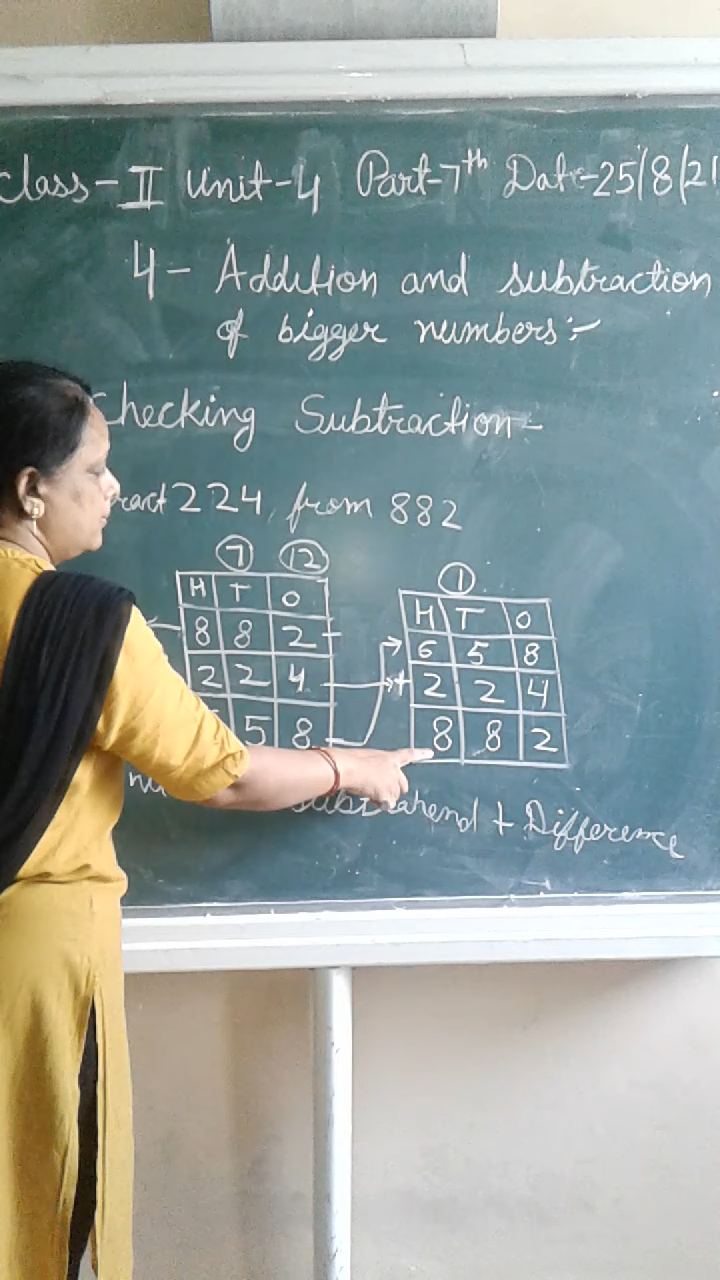 Class-II Unit-4 Part-7th Date-25/8/21
4- Addition and subtraction
of bigger numbers:-
Checking Subtraction-
224 from 882
7 12
H T O
8 8 2
2 2 4
5 8
1
H T O
6 5 8
+ 2 2 4
8 8 2
Subtrahend + Difference